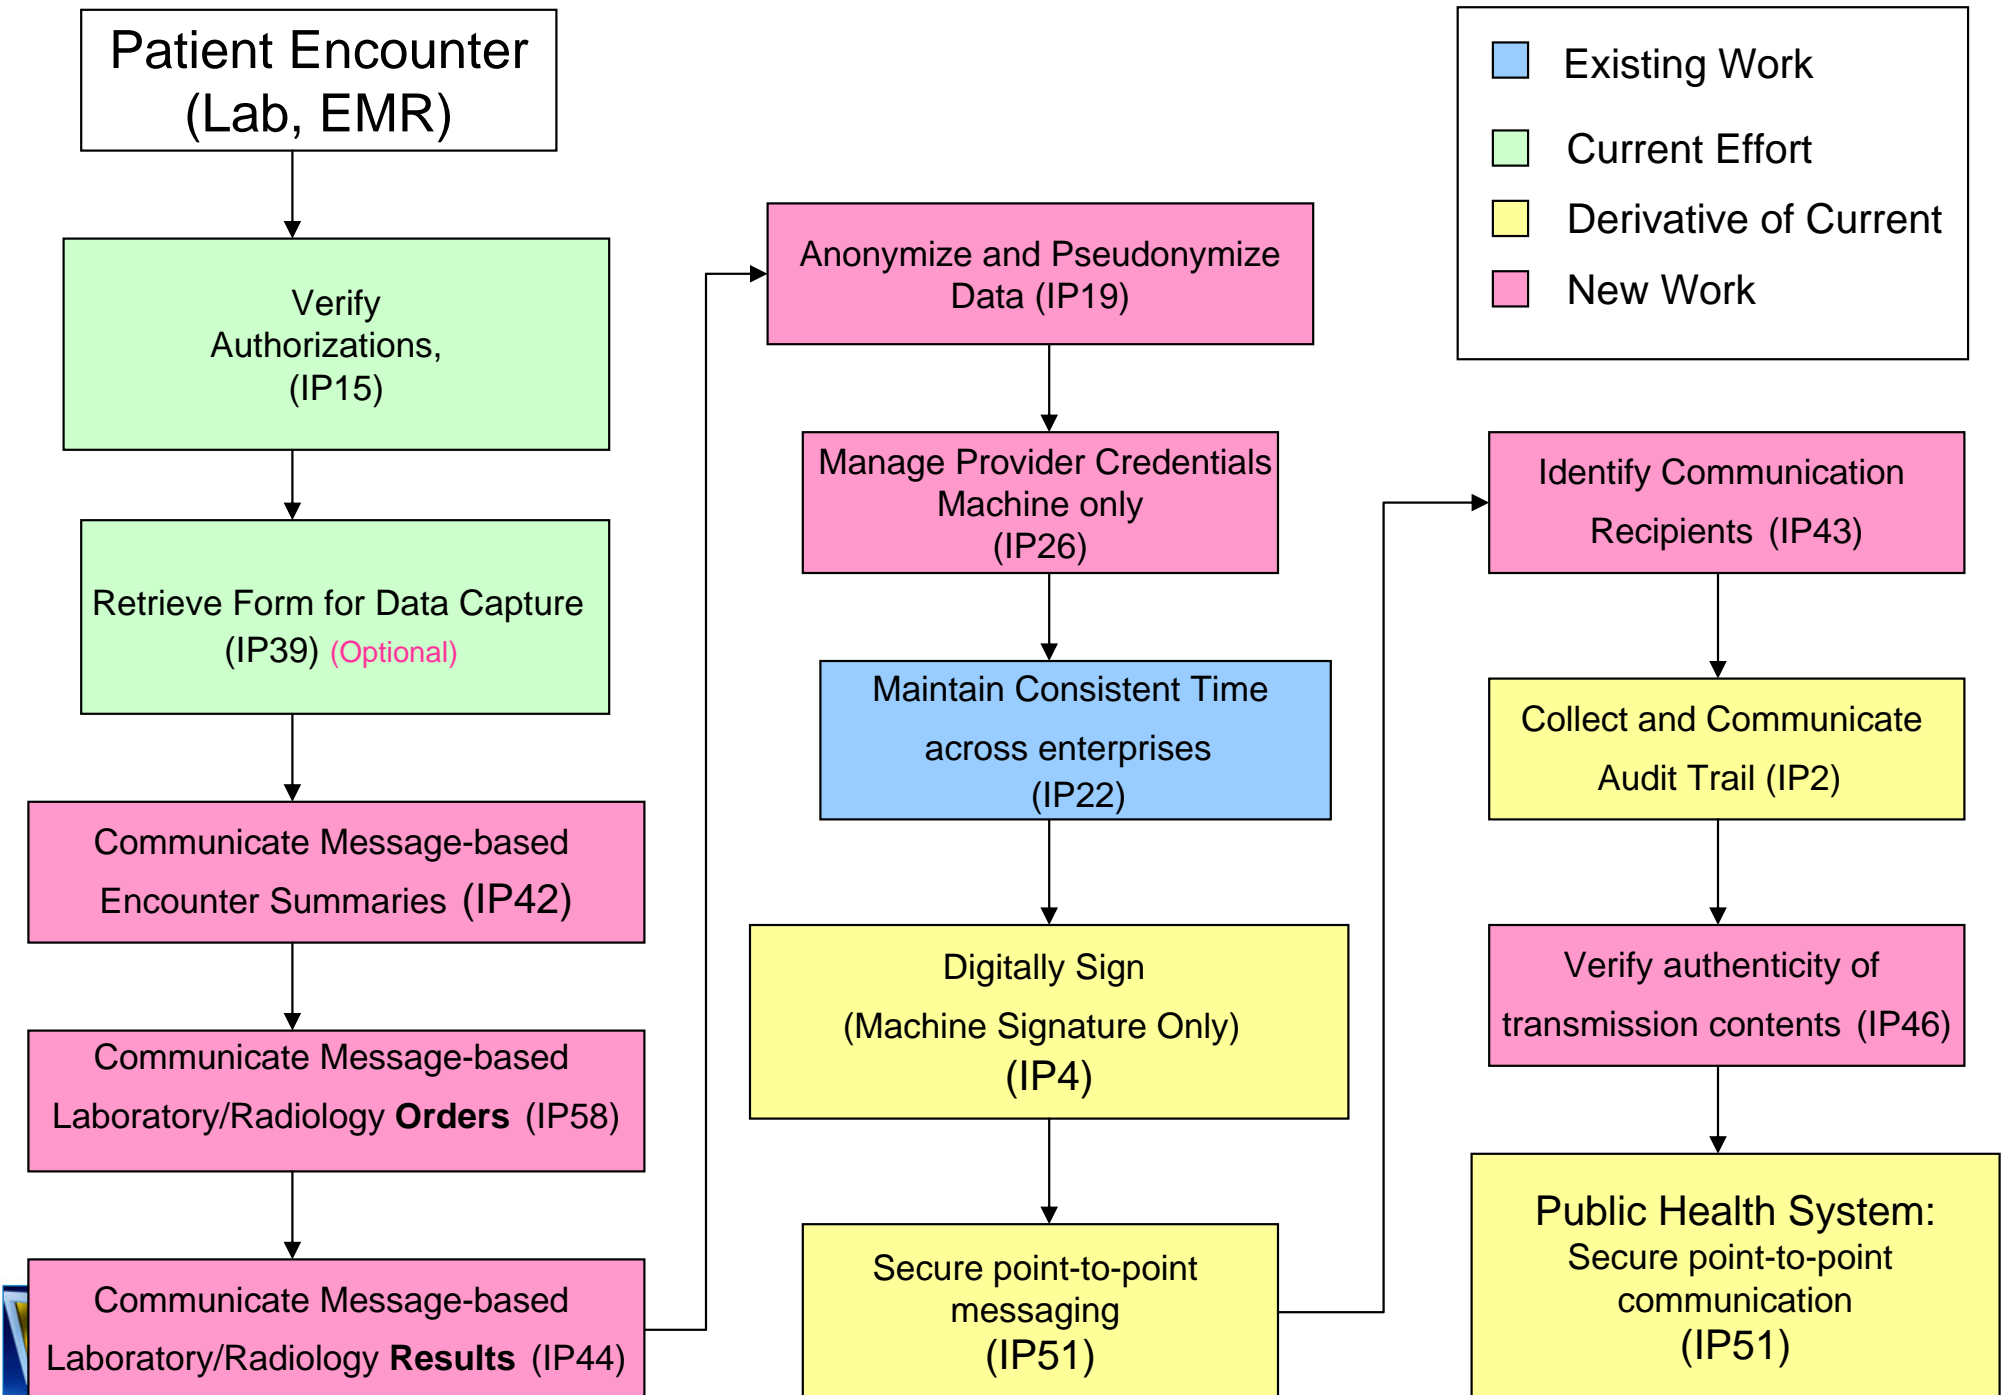 Patient Encounter
(Lab, EMR)
Verify
Authorizations,
(IP15)
Retrieve Form for Data Capture
(IP39) (Optional)
Communicate Message-based
Encounter Summaries (IP42)
Communicate Message-based
Laboratory/Radiology Orders (IP58)
Communicate Message-based
Laboratory/Radiology Results (IP44)
Anonymize and Pseudonymize
Data (IP19)
Manage Provider Credentials
Machine only
(IP26)
Maintain Consistent Time
across enterprises
(IP22)
Digitally Sign
(Machine Signature Only)
(IP4)
Secure point-to-point
messaging
(IP51)
Existing Work
Current Effort
Derivative of Current
New Work
Identify Communication
Recipients (IP43)
Collect and Communicate
Audit Trail (IP2)
Verify authenticity of
transmission contents (IP46)
Public Health System:
Secure point-to-point
communication
(IP51)